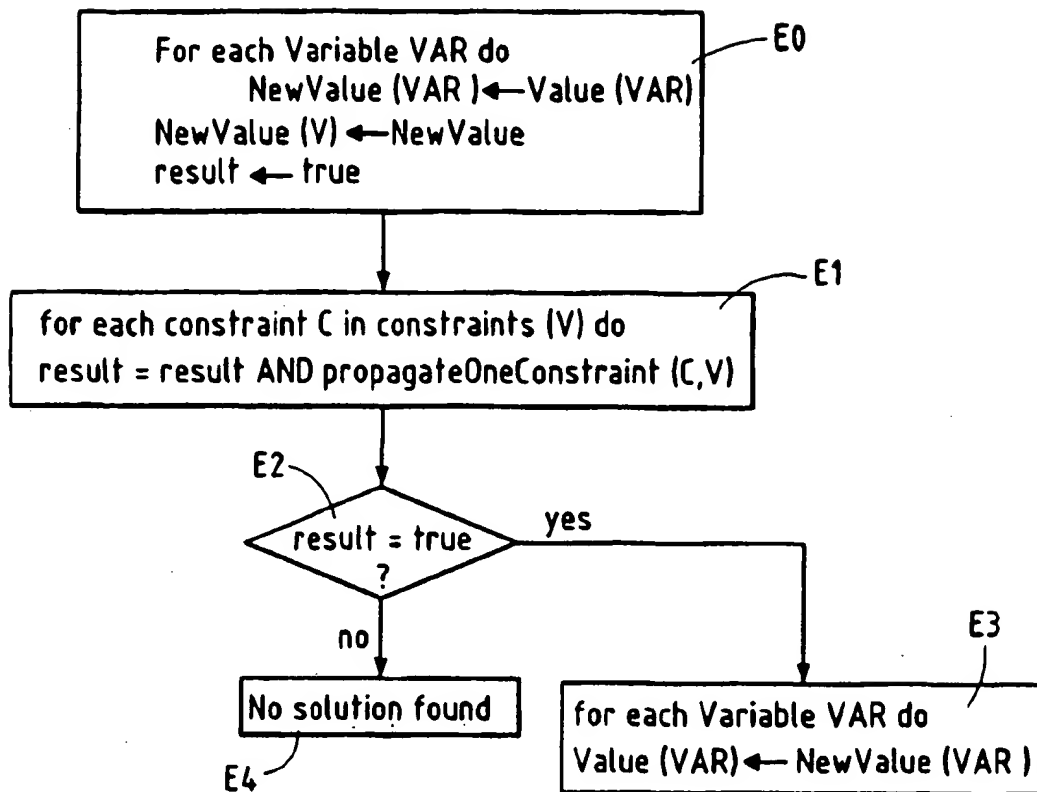 For each Variable VAR do
NewValue (VAR) ← Value (VAR)
NewValue (V) ← NewValue
result ← true
E0
E1
for each constraint C in constraints (V) do
result = result AND propagateOneConstraint (C,V)
E2
result = true
?
yes
no
No solution found
E4
E3
for each Variable VAR do
Value (VAR) ← NewValue (VAR)